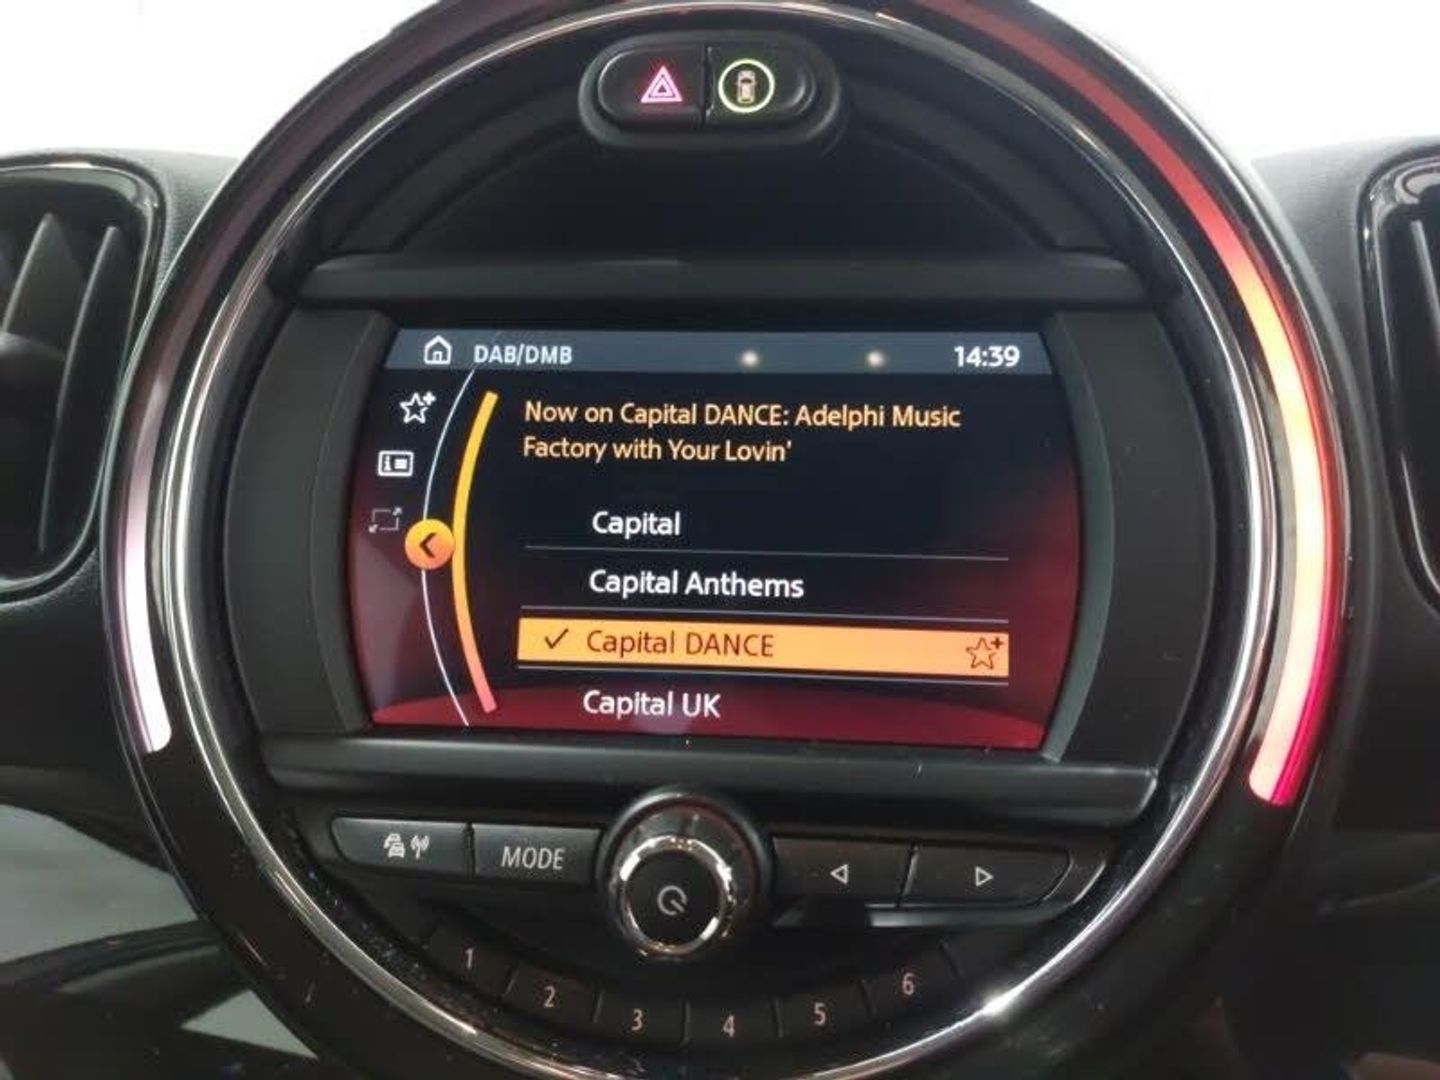 DAB/DMB 14:39
Now on Capital DANCE: Adelphi Music
Factory with Your Lovin'
Capital
Capital Anthems
Capital DANCE
Capital UK
MODE
1 2 3 4 5 6